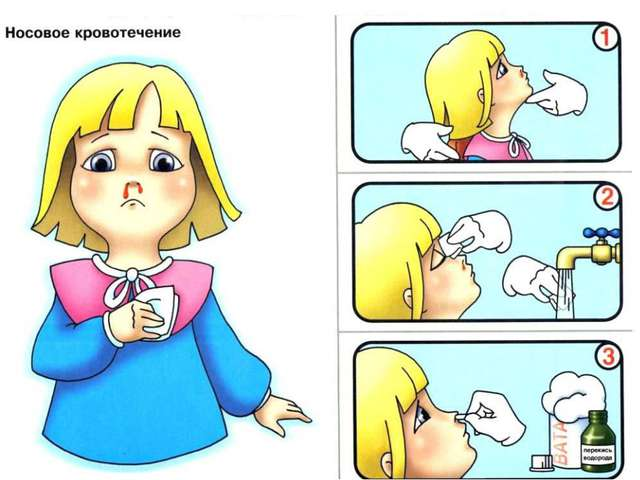 Носовое кровотечение
1
2
3
ВАТА
перекись
водорода